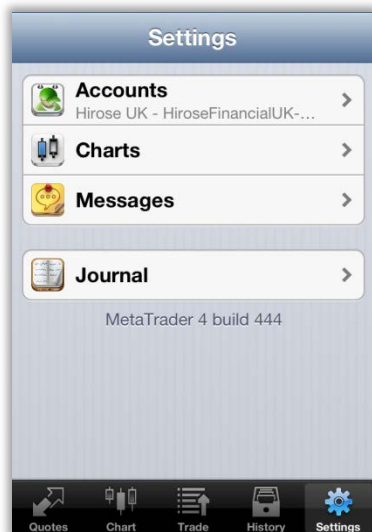 Settings
Accounts
Hirose UK - HiroseFinancialUK-...
Charts
Messages
Journal
MetaTrader 4 build 444
Quotes Chart Trade History Settings